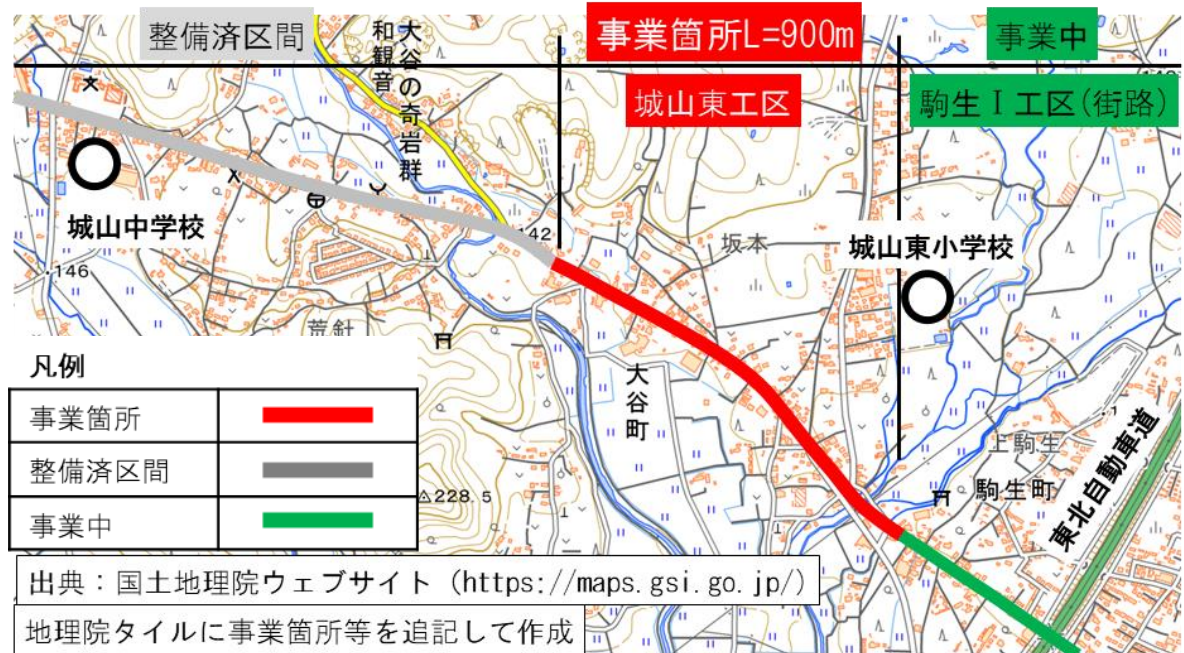 整備済区間
事業箇所L=900m
事業中
城山東工区
駒生Ⅰ工区(街路)
大谷の奇岩群
和観音
城山中学校
142
146
坂本
城山東小学校
荒針
大谷町
228.5
上駒生
駒生町
東北自動車道
凡例
事業箇所
整備済区間
事業中
出典：国土地理院ウェブサイト（https://maps.gsi.go.jp/）
地理院タイルに事業箇所等を追記して作成